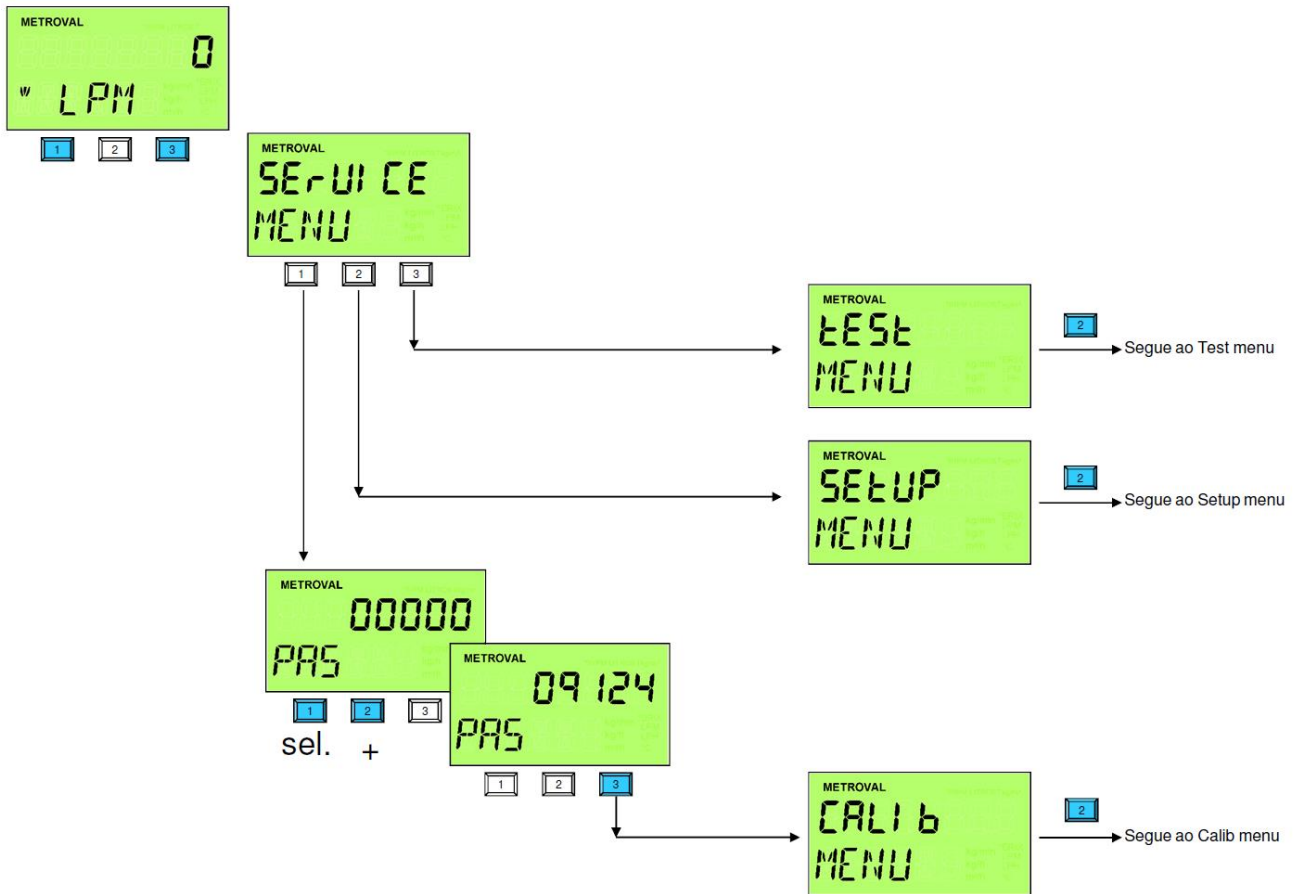 METROVAL
0
LPM
1 2 3
METROVAL
SErUICE
MENU
1 2 3
METROVAL
tESt
MENU
2
Segue ao Test menu
METROVAL
SEtUP
MENU
2
Segue ao Setup menu
METROVAL
00000
PAS
1 2 3
sel. +
METROVAL
09124
PAS
1 2 3
METROVAL
CALIb
MENU
2
Segue ao Calib menu